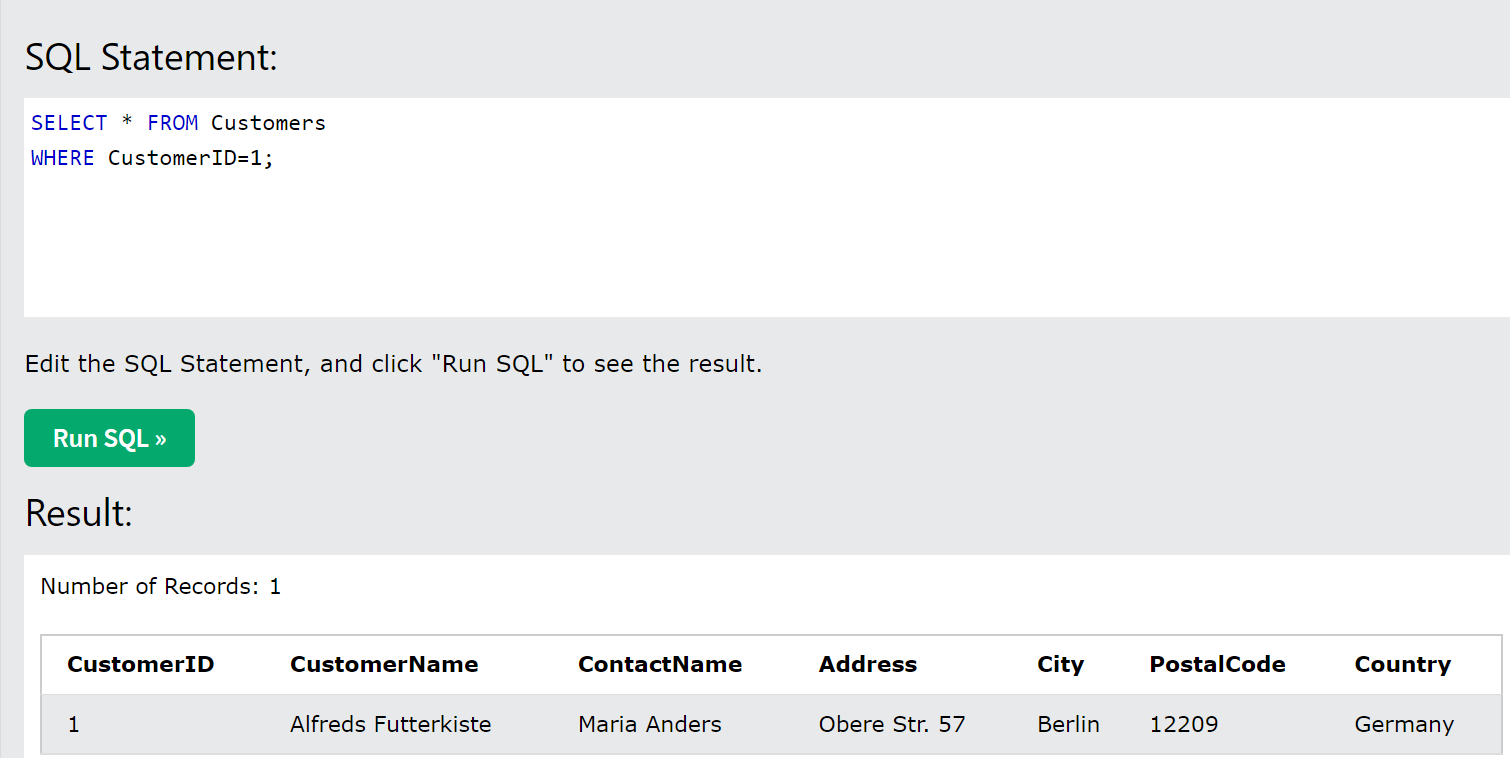 SQL Statement:
SELECT * FROM Customers
WHERE CustomerID=1;
Edit the SQL Statement, and click "Run SQL" to see the result.
Run SQL »
Result:
Number of Records: 1
CustomerID CustomerName ContactName Address City PostalCode Country
1 Alfreds Futterkiste Maria Anders Obere Str. 57 Berlin 12209 Germany